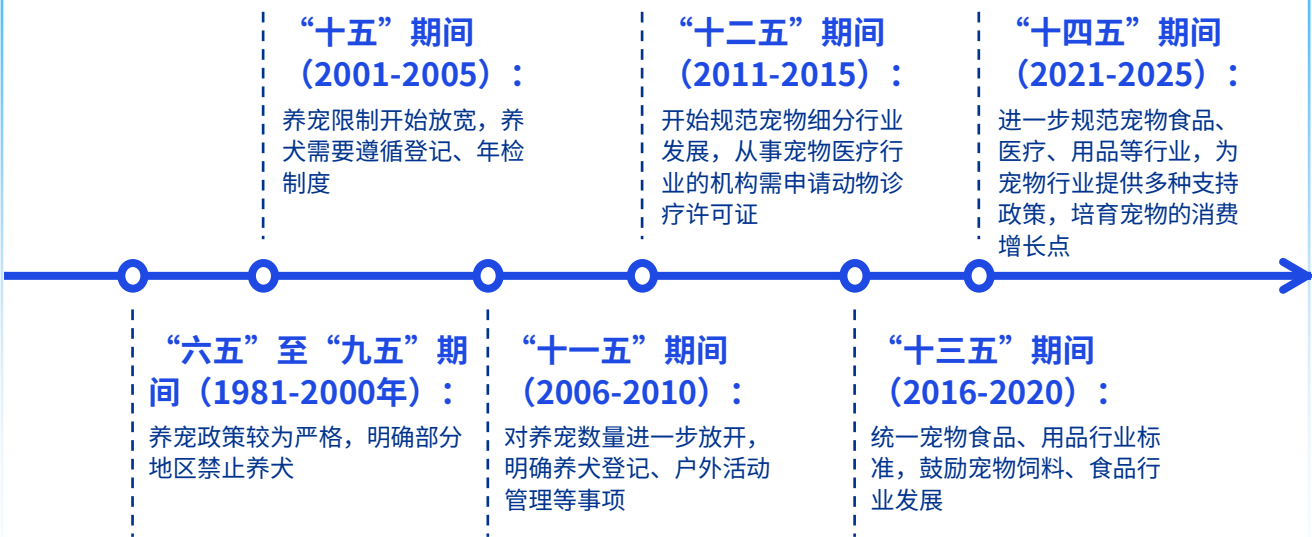 “十五”期间
（2001-2005）：
养宠限制开始放宽，养
犬需要遵循登记、年检
制度
“十二五”期间
（2011-2015）：
开始规范宠物细分行业
发展，从事宠物医疗行
业的机构需申请动物诊
疗许可证
“十四五”期间
（2021-2025）：
进一步规范宠物食品、
医疗、用品等行业，为
宠物行业提供多种支持
政策，培育宠物的消费
增长点
“六五”至“九五”期
间（1981-2000年）：
养宠政策较为严格，明确部分
地区禁止养犬
“十一五”期间
（2006-2010）：
对养宠数量进一步放开，
明确养犬登记、户外活动
管理等事项
“十三五”期间
（2016-2020）：
统一宠物食品、用品行业标
准，鼓励宠物饲料、食品行
业发展